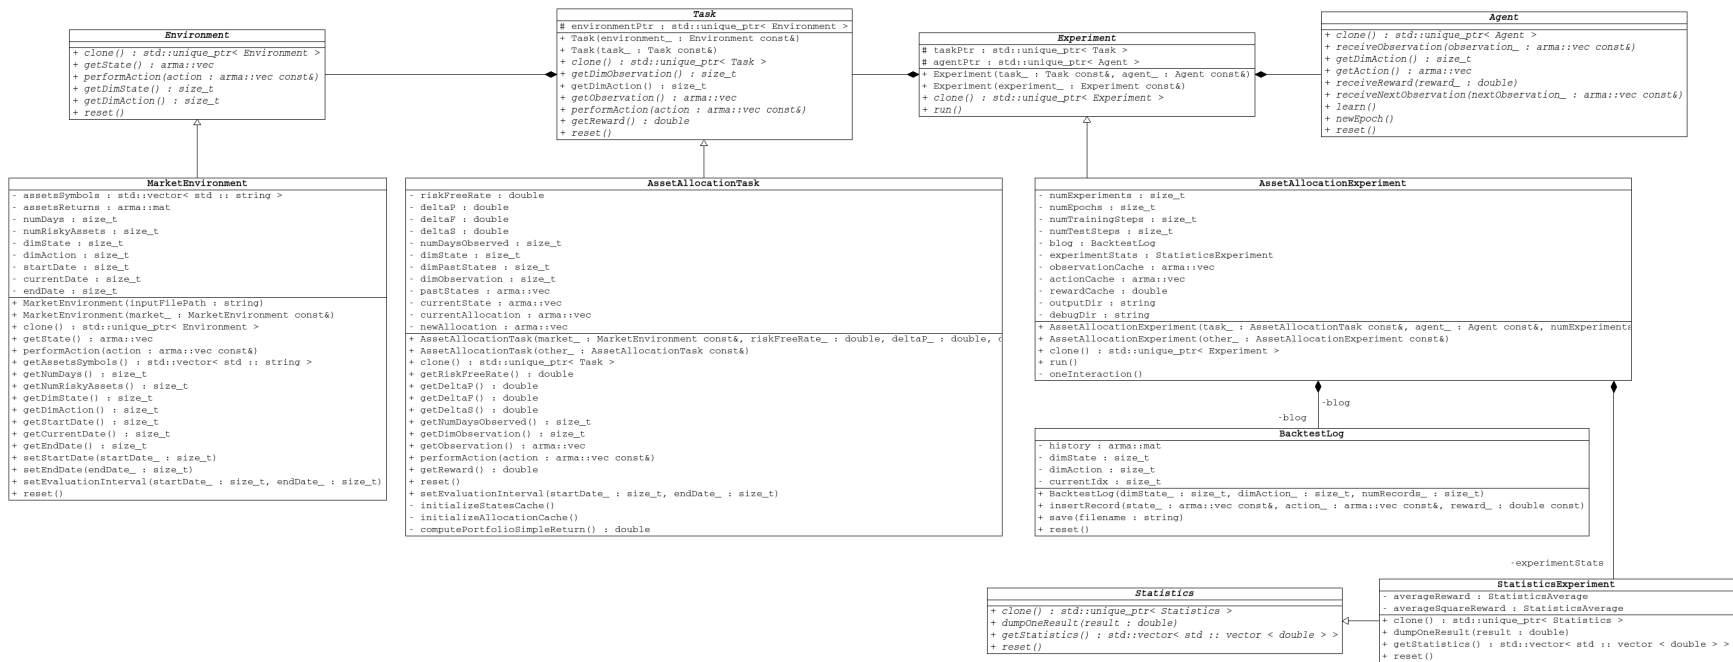 Environment
+ clone() : std::unique_ptr< Environment >
+ getState() : arma::vec
+ performAction(action : arma::vec const&)
+ getDimState() : size_t
+ getDimAction() : size_t
+ reset()
Task
# environmentPtr : std::unique_ptr< Environment >
+ Task(environment_ : Environment const&)
+ Task(task_ : Task const&)
+ clone() : std::unique_ptr< Task >
+ getDimObservation() : size_t
+ getDimAction() : size_t
+ getObservation() : arma::vec
+ performAction(action : arma::vec const&)
+ getReward() : double
+ reset()
Experiment
# taskPtr : std::unique_ptr< Task >
# agentPtr : std::unique_ptr< Agent >
+ Experiment(task_ : Task const&, agent_ : Agent const&)
+ Experiment(experiment_ : Experiment const&)
+ clone() : std::unique_ptr< Experiment >
+ run()
Agent
+ clone() : std::unique_ptr< Agent >
+ receiveObservation(observation_ : arma::vec const&)
+ getDimAction() : size_t
+ getAction() : arma::vec
+ receiveReward(reward_ : double)
+ receiveNextObservation(nextObservation_ : arma::vec const&)
+ learn()
+ newEpoch()
+ reset()
MarketEnvironment
- assetsSymbols : std::vector< std :: string >
- assetsReturns : arma::mat
- numDays : size_t
- numRiskyAssets : size_t
- dimState : size_t
- dimAction : size_t
- startDate : size_t
- currentDate : size_t
- endDate : size_t
+ MarketEnvironment(inputFilePath : string)
+ MarketEnvironment(market_ : MarketEnvironment const&)
+ clone() : std::unique_ptr< Environment >
+ getState() : arma::vec
+ performAction(action : arma::vec const&)
+ getAssetsSymbols() : std::vector< std :: string >
+ getNumDays() : size_t
+ getNumRiskyAssets() : size_t
+ getDimState() : size_t
+ getDimAction() : size_t
+ getStartDate() : size_t
+ getCurrentDate() : size_t
+ getEndDate() : size_t
+ setStartDate(startDate_ : size_t)
+ setEndDate(endDate_ : size_t)
+ setEvaluationInterval(startDate_ : size_t, endDate_ : size_t)
+ reset()
AssetAllocationTask
- riskFreeRate : double
- deltaP : double
- deltaF : double
- deltaS : double
- numDaysObserved : size_t
- dimState : size_t
- dimPastStates : size_t
- dimObservation : size_t
- pastStates : arma::vec
- currentState : arma::vec
- currentAllocation : arma::vec
- newAllocation : arma::vec
+ AssetAllocationTask(market_ : MarketEnvironment const&, riskFreeRate_ : double, deltaP_ : double, d
+ AssetAllocationTask(other_ : AssetAllocationTask const&)
+ clone() : std::unique_ptr< Task >
+ getRiskFreeRate() : double
+ getDeltaP() : double
+ getDeltaF() : double
+ getDeltaS() : double
+ getNumDaysObserved() : size_t
+ getDimObservation() : size_t
+ getObservation() : arma::vec
+ performAction(action : arma::vec const&)
+ getReward() : double
+ reset()
+ setEvaluationInterval(startDate_ : size_t, endDate_ : size_t)
- initializeStatesCache()
- initializeAllocationCache()
- computePortfolioSimpleReturn() : double
AssetAllocationExperiment
- numExperiments : size_t
- numEpochs : size_t
- numTrainingSteps : size_t
- numTestSteps : size_t
- blog : BacktestLog
- experimentStats : StatisticsExperiment
- observationCache : arma::vec
- actionCache : arma::vec
- rewardCache : double
- outputDir : string
- debugDir : string
+ AssetAllocationExperiment(task_ : AssetAllocationTask const&, agent_ : Agent const&, numExperiments
+ AssetAllocationExperiment(other_ : AssetAllocationExperiment const&)
+ clone() : std::unique_ptr< Experiment >
+ run()
- oneInteraction()
-blog
-blog
BacktestLog
- history : arma::mat
- dimState : size_t
- dimAction : size_t
- currentIdx : size_t
+ BacktestLog(dimState_ : size_t, dimAction_ : size_t, numRecords_ : size_t)
+ insertRecord(state_ : arma::vec const&, action_ : arma::vec const&, reward_ : double const)
+ save(filename : string)
+ reset()
-experimentStats
Statistics
+ clone() : std::unique_ptr< Statistics >
+ dumpOneResult(result : double)
+ getStatistics() : std::vector< std :: vector < double > >
+ reset()
StatisticsExperiment
- averageReward : StatisticsAverage
- averageSquareReward : StatisticsAverage
+ clone() : std::unique_ptr< Statistics >
+ dumpOneResult(result : double)
+ getStatistics() : std::vector< std :: vector < double > >
+ reset()